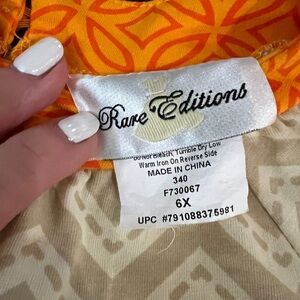 Rare Editions
Do Not Bleach, Tumble Dry Low
Warm Iron On Reverse Side
MADE IN CHINA
340
F730067
6X
UPC #791088375981